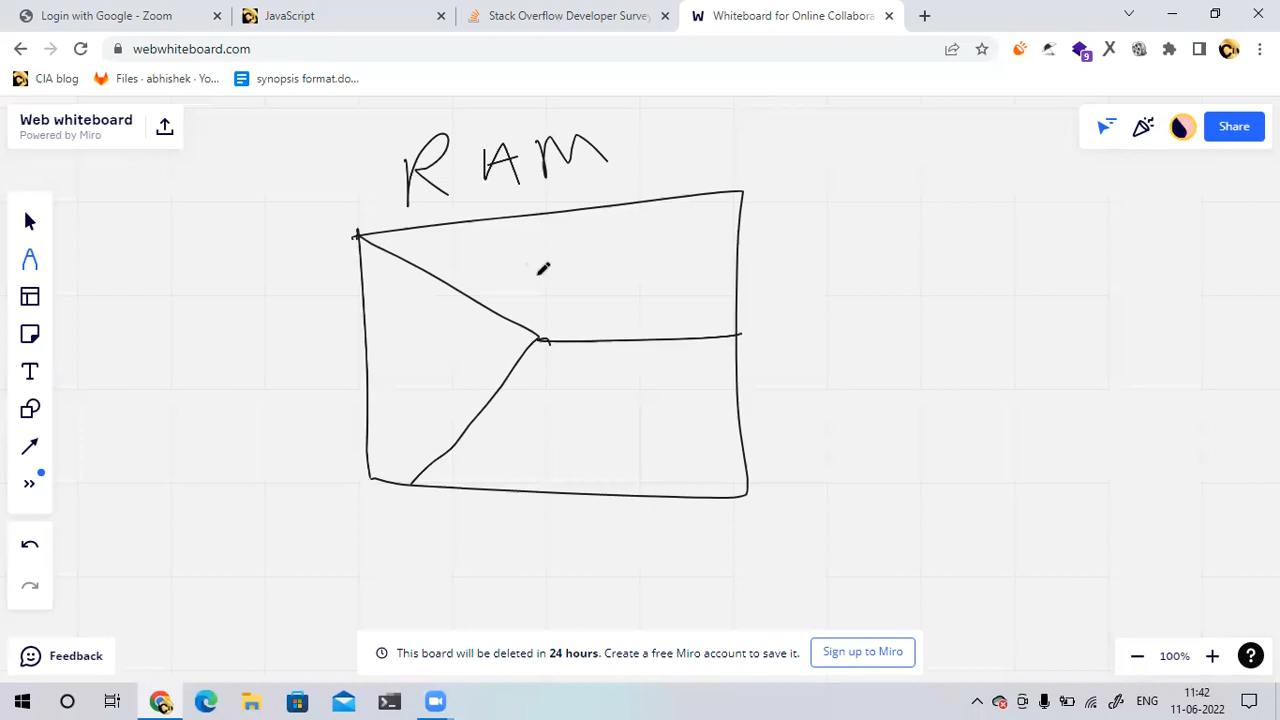 Login with Google - Zoom
JavaScript
Stack Overflow Developer Survey
Whiteboard for Online Collabora
webwhiteboard.com
9
CIA blog
Files · abhishek · Yo...
synopsis format.do...
Web whiteboard
Powered by Miro
Share
RAM
This board will be deleted in 24 hours. Create a free Miro account to save it.
Sign up to Miro
Feedback
100%
ENG
11:42
11-06-2022